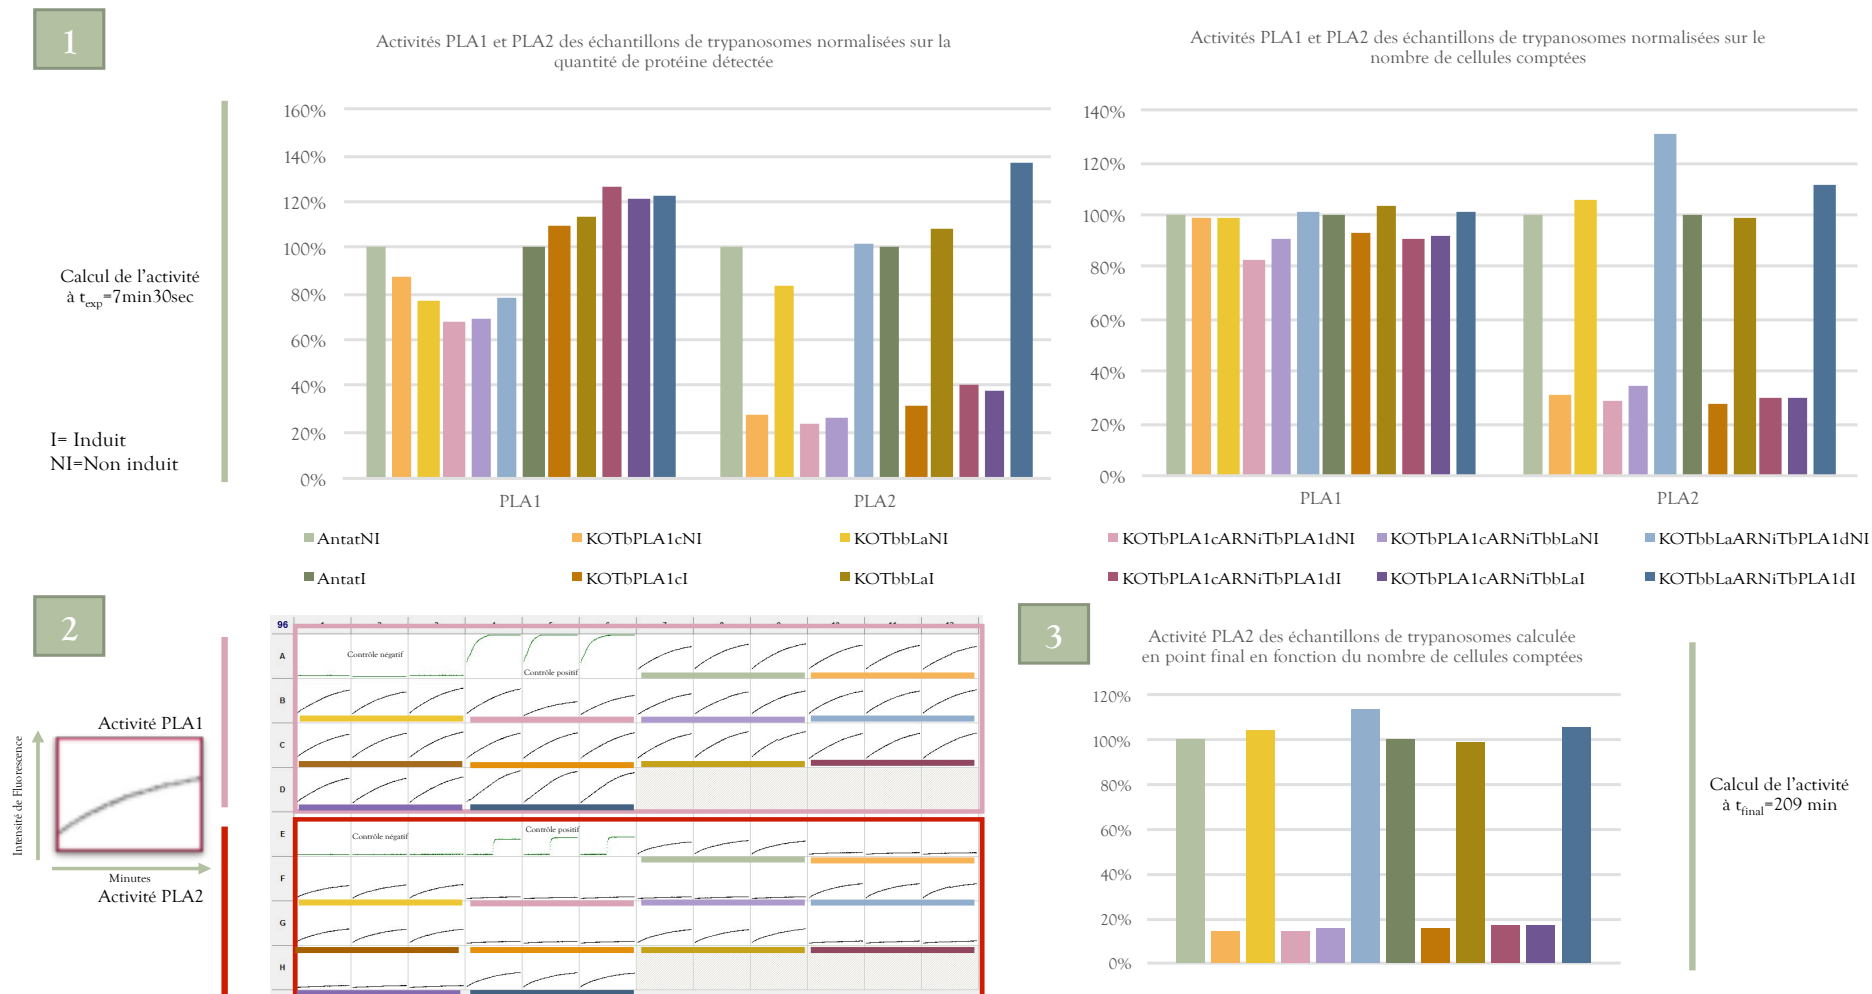 1
Activités PLA1 et PLA2 des échantillons de trypanosomes normalisées sur la
quantité de protéine détectée
160%
140%
120%
100%
80%
60%
40%
20%
0%
PLA1
PLA2
Activités PLA1 et PLA2 des échantillons de trypanosomes normalisées sur le
nombre de cellules comptées
140%
120%
100%
80%
60%
40%
20%
0%
PLA1
PLA2
Calcul de l'activité
à texp=7min30sec
I= Induit
NI=Non induit
AntatNI
KOTbPLA1cNI
KOTbbLaNI
KOTbPLA1cARNiTbPLA1dNI
KOTbPLA1cARNiTbbLaNI
KOTbbLaARNiTbPLA1dNI
AntatI
KOTbPLA1cI
KOTbbLaI
KOTbPLA1cARNiTbPLA1dI
KOTbPLA1cARNiTbbLaI
KOTbbLaARNiTbPLA1dI
2
Activité PLA1
Intensité de Fluorescence
Minutes
Activité PLA2
96
A
B
C
D
E
F
G
H
Contrôle négatif
Contrôle positif
Contrôle négatif
Contrôle positif
3
Activité PLA2 des échantillons de trypanosomes calculée
en point final en fonction du nombre de cellules comptées
120%
100%
80%
60%
40%
20%
0%
Calcul de l'activité
à tfinal=209 min